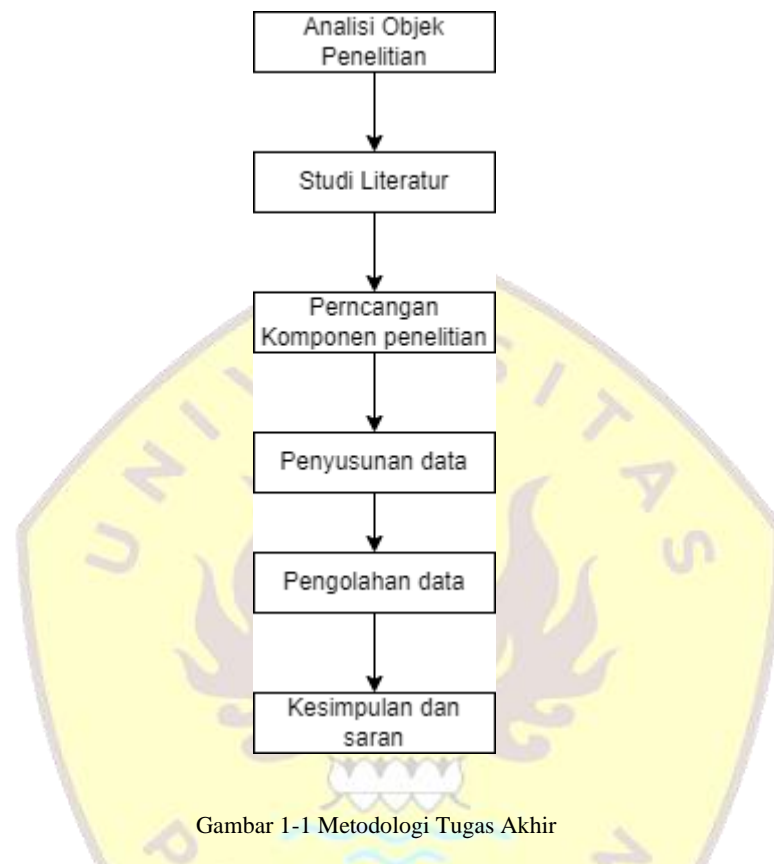 Analisi Objek
Penelitian
Studi Literatur
Perncangan
Komponen penelitian
Penyusunan data
Pengolahan data
Kesimpulan dan
saran
Gambar 1-1 Metodologi Tugas Akhir